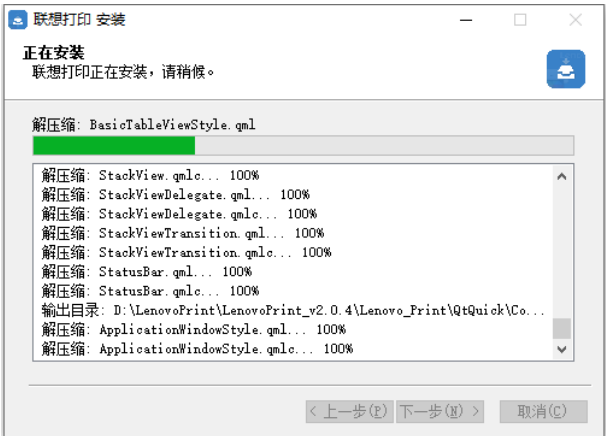 联想打印 安装
正在安装
联想打印正在安装，请稍候。
解压缩: BasicTableViewStyle.qml
解压缩: StackView.qmlc... 100%
解压缩: StackViewDelegate.qml... 100%
解压缩: StackViewDelegate.qmlc... 100%
解压缩: StackViewTransition.qml... 100%
解压缩: StackViewTransition.qmlc... 100%
解压缩: StatusBar.qml... 100%
解压缩: StatusBar.qmlc... 100%
输出目录: D:\LenovoPrint\LenovoPrint_v2.0.4\Lenovo_Print\QtQuick\Co...
解压缩: ApplicationWindowStyle.qml... 100%
解压缩: ApplicationWindowStyle.qmlc... 100%
< 上一步(P) 下一步(N) > 取消(C)